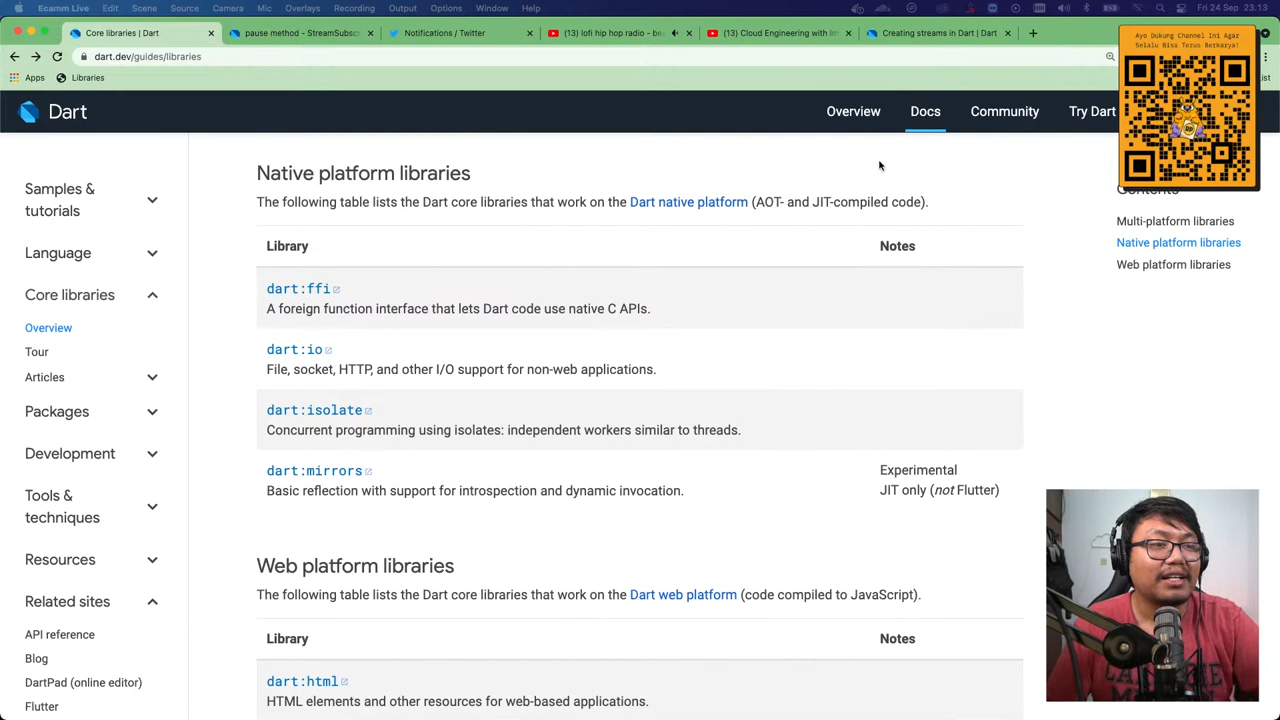 Ecamm Live Edit Scene Source Camera Mic Overlays Recording Output Options Window Help Fri 24 Sep 23.13
Core libraries | Dart
pause method - StreamSubsc
Notifications / Twitter
(13) lofi hip hop radio - bea
(13) Cloud Engineering with Im
Creating streams in Dart | Dart
dart.dev/guides/libraries
Apps Libraries
Ayo Dukung Channel Ini Agar
Selalu Bisa Terus Berkarya!
Dart
Overview Docs Community Try Dart
Samples &
tutorials
Language
Core libraries
Overview
Tour
Articles
Packages
Development
Tools &
techniques
Resources
Related sites
API reference
Blog
DartPad (online editor)
Flutter
Native platform libraries
The following table lists the Dart core libraries that work on the Dart native platform (AOT- and JIT-compiled code).
Library Notes
dart:ffi
A foreign function interface that lets Dart code use native C APIs.
dart:io
File, socket, HTTP, and other I/O support for non-web applications.
dart:isolate
Concurrent programming using isolates: independent workers similar to threads.
dart:mirrors
Basic reflection with support for introspection and dynamic invocation.
Experimental
JIT only (not Flutter)
Web platform libraries
The following table lists the Dart core libraries that work on the Dart web platform (code compiled to JavaScript).
Library Notes
dart:html
HTML elements and other resources for web-based applications.
Contents
Multi-platform libraries
Native platform libraries
Web platform libraries